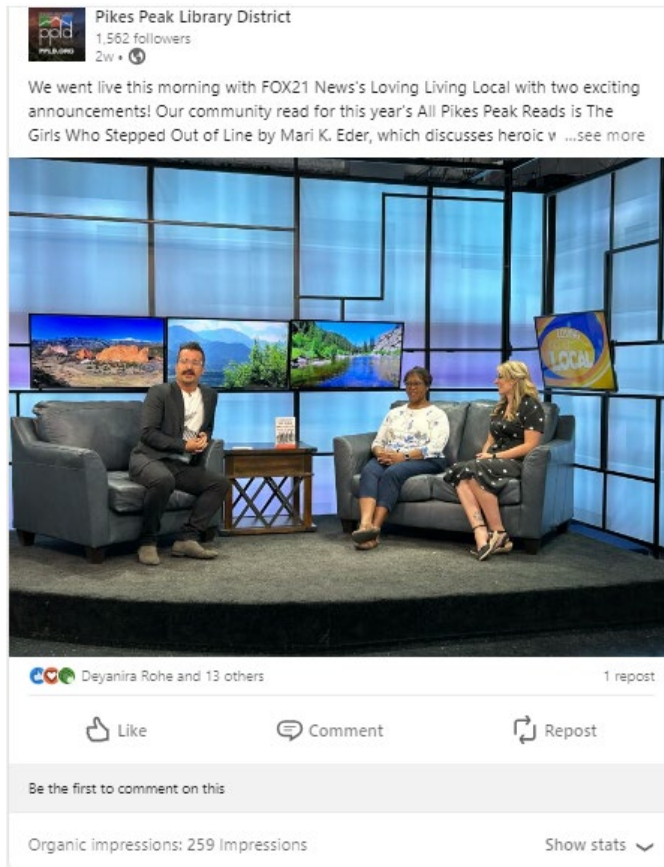 ppld
PPLD.ORG
Pikes Peak Library District
1,562 followers
2w •
We went live this morning with FOX21 News's Loving Living Local with two exciting
announcements! Our community read for this year's All Pikes Peak Reads is The
Girls Who Stepped Out of Line by Mari K. Eder, which discusses heroic w ...see more
LOCAL
Deyanira Rohe and 13 others
1 repost
Like
Comment
Repost
Be the first to comment on this
Organic impressions: 259 Impressions
Show stats